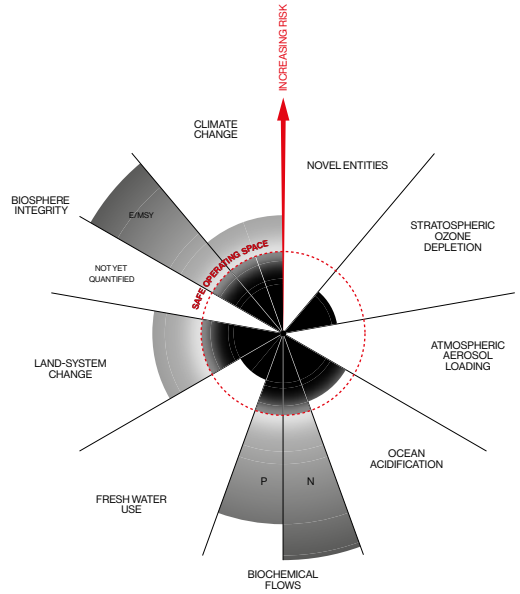 INCREASING RISK
CLIMATE
CHANGE
NOVEL ENTITIES
BIOSPHERE
INTEGRITY
E/MSY
STRATOSPHERIC
OZONE
DEPLETION
SAFE OPERATING SPACE
NOT YET
QUANTIFIED
ATMOSPHERIC
AEROSOL
LOADING
LAND-SYSTEM
CHANGE
OCEAN
ACIDIFICATION
P
N
FRESH WATER
USE
BIOCHEMICAL
FLOWS